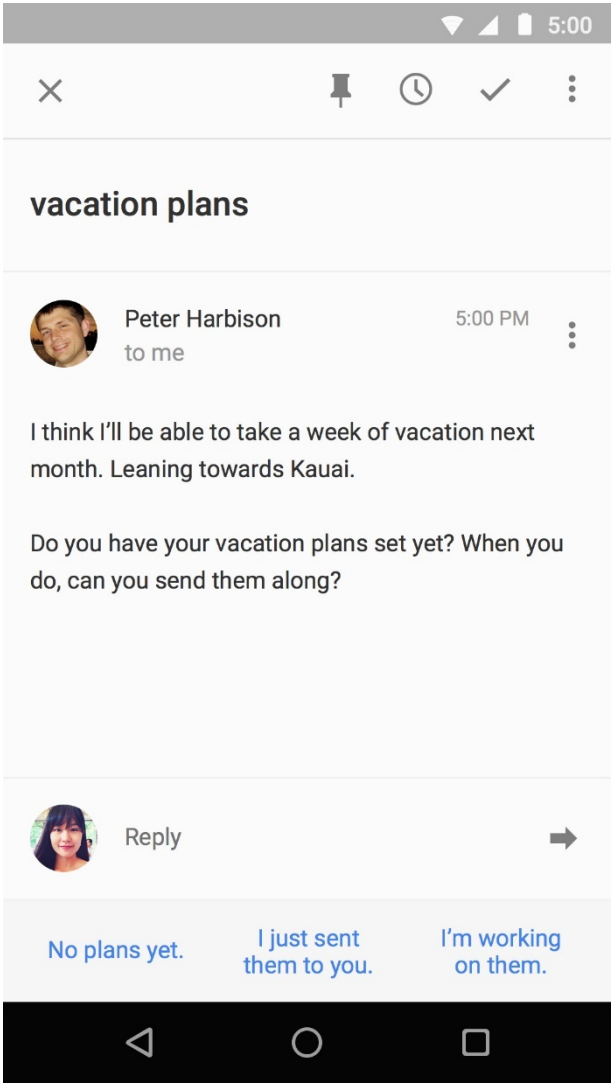 5:00
vacation plans
Peter Harbison
5:00 PM
to me
I think I’ll be able to take a week of vacation next
month. Leaning towards Kauai.
Do you have your vacation plans set yet? When you
do, can you send them along?
Reply
No plans yet.
I just sent
them to you.
I’m working
on them.